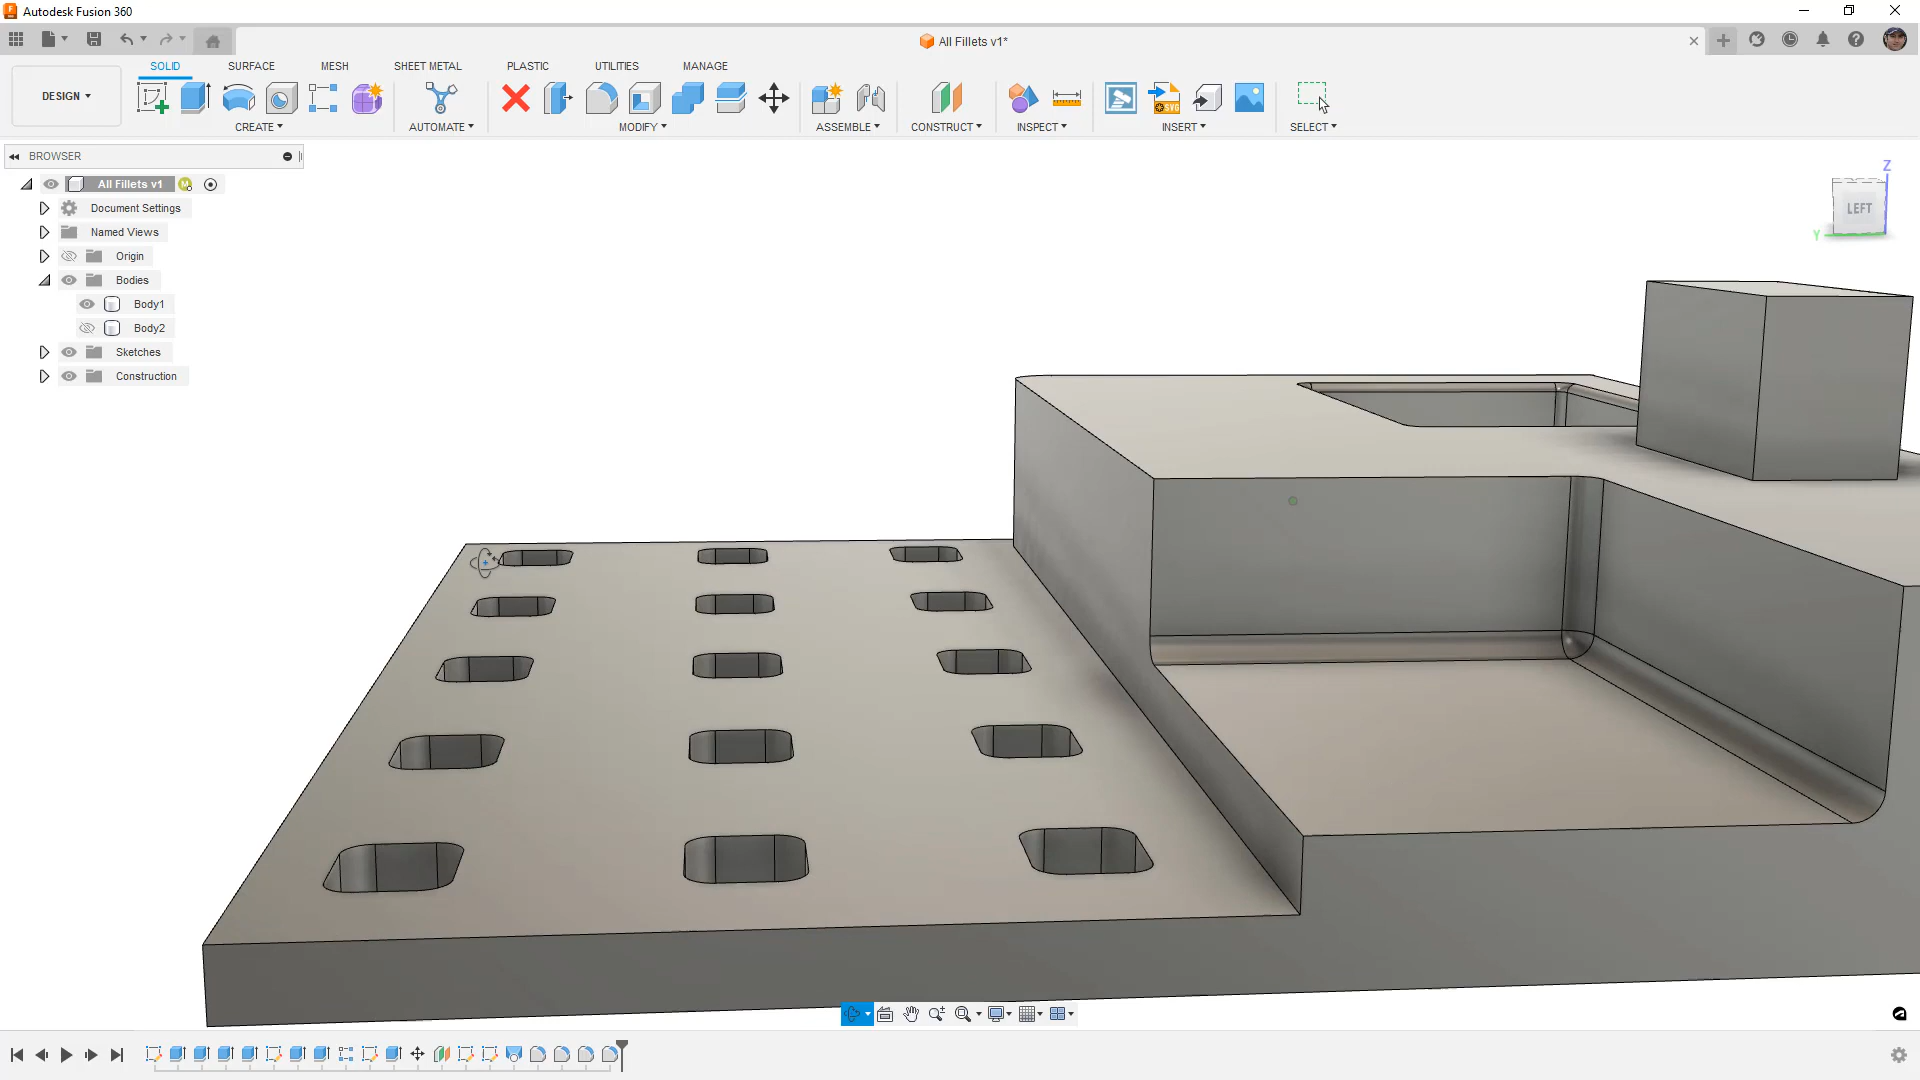 Autodesk Fusion 360
All Fillets v1*
DESIGN
SOLID SURFACE MESH SHEET METAL PLASTIC UTILITIES MANAGE
SVG
CREATE AUTOMATE MODIFY ASSEMBLE CONSTRUCT INSPECT INSERT SELECT
BROWSER
All Fillets v1
Document Settings
Named Views
Origin
Bodies
Body1
Body2
Sketches
Construction
Z
LEFT
Y